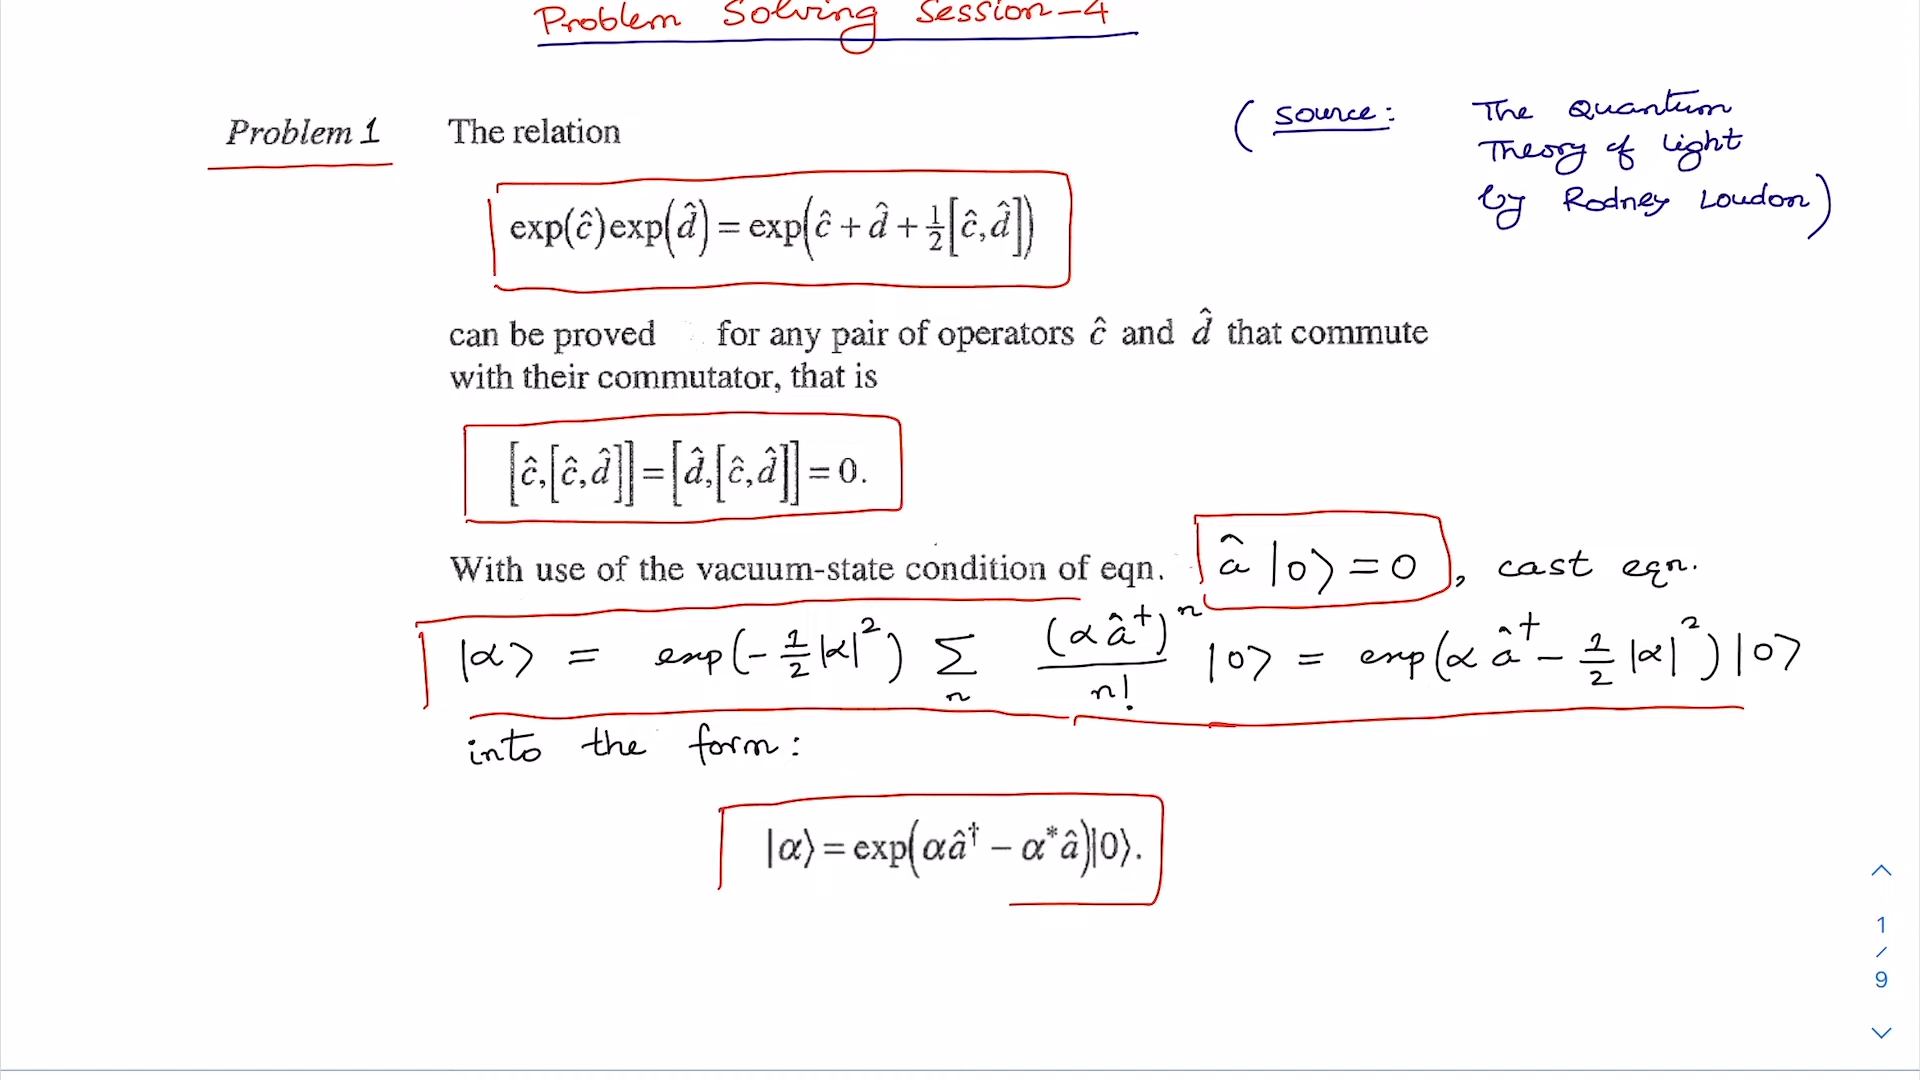 Problem Solving Session-4
Problem 1 The relation
(source: The Quantum
Theory of Light
by Rodney Loudon)
exp(ĉ)exp(d̂) = exp(ĉ + d̂ + ½[ĉ,d̂])
can be proved for any pair of operators ĉ and d̂ that commute
with their commutator, that is
[ĉ,[ĉ,d̂]] = [d̂,[ĉ,d̂]] = 0.
With use of the vacuum-state condition of eqn. â |0⟩ = 0, cast eqn.
|α⟩ = exp(-½|α|²) Σₙ (αâ†)ⁿ/n! |0⟩ = exp(αâ† - ½|α|²)|0⟩
into the form:
|α⟩ = exp(αâ† − α*â)|0⟩.
1
/
9